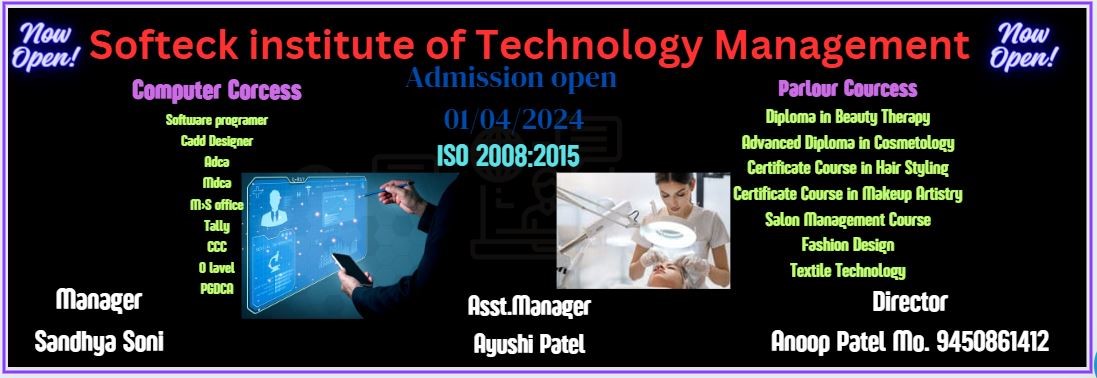 Now
Open!
Softeck institute of Technology Management
Now
Open!
Admission open
01/04/2024
ISO 2008:2015
Computer Corcess
Software programer
Cadd Designer
Adca
Mdca
M>S office
Tally
CCC
O lavel
PGDCA
Parlour Courcess
Diploma in Beauty Therapy
Advanced Diploma in Cosmetology
Certificate Course in Hair Styling
Certificate Course in Makeup Artistry
Salon Management Course
Fashion Design
Textile Technology
Manager
Sandhya Soni
Asst.Manager
Ayushi Patel
Director
Anoop Patel Mo. 9450861412